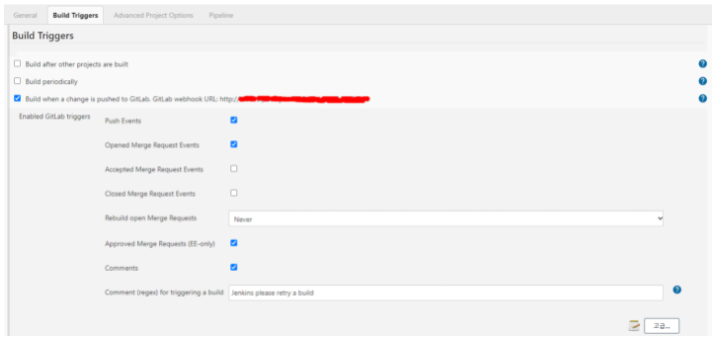 General Build Triggers Advanced Project Options Pipeline
Build Triggers
Build after other projects are built
Build periodically
Build when a change is pushed to GitLab. GitLab webhook URL: http://
Enabled GitLab triggers
Push Events
Opened Merge Request Events
Accepted Merge Request Events
Closed Merge Request Events
Rebuild open Merge Requests Never
Approved Merge Requests (EE-only)
Comments
Comment (regex) for triggering a build Jenkins please retry a build
고급...